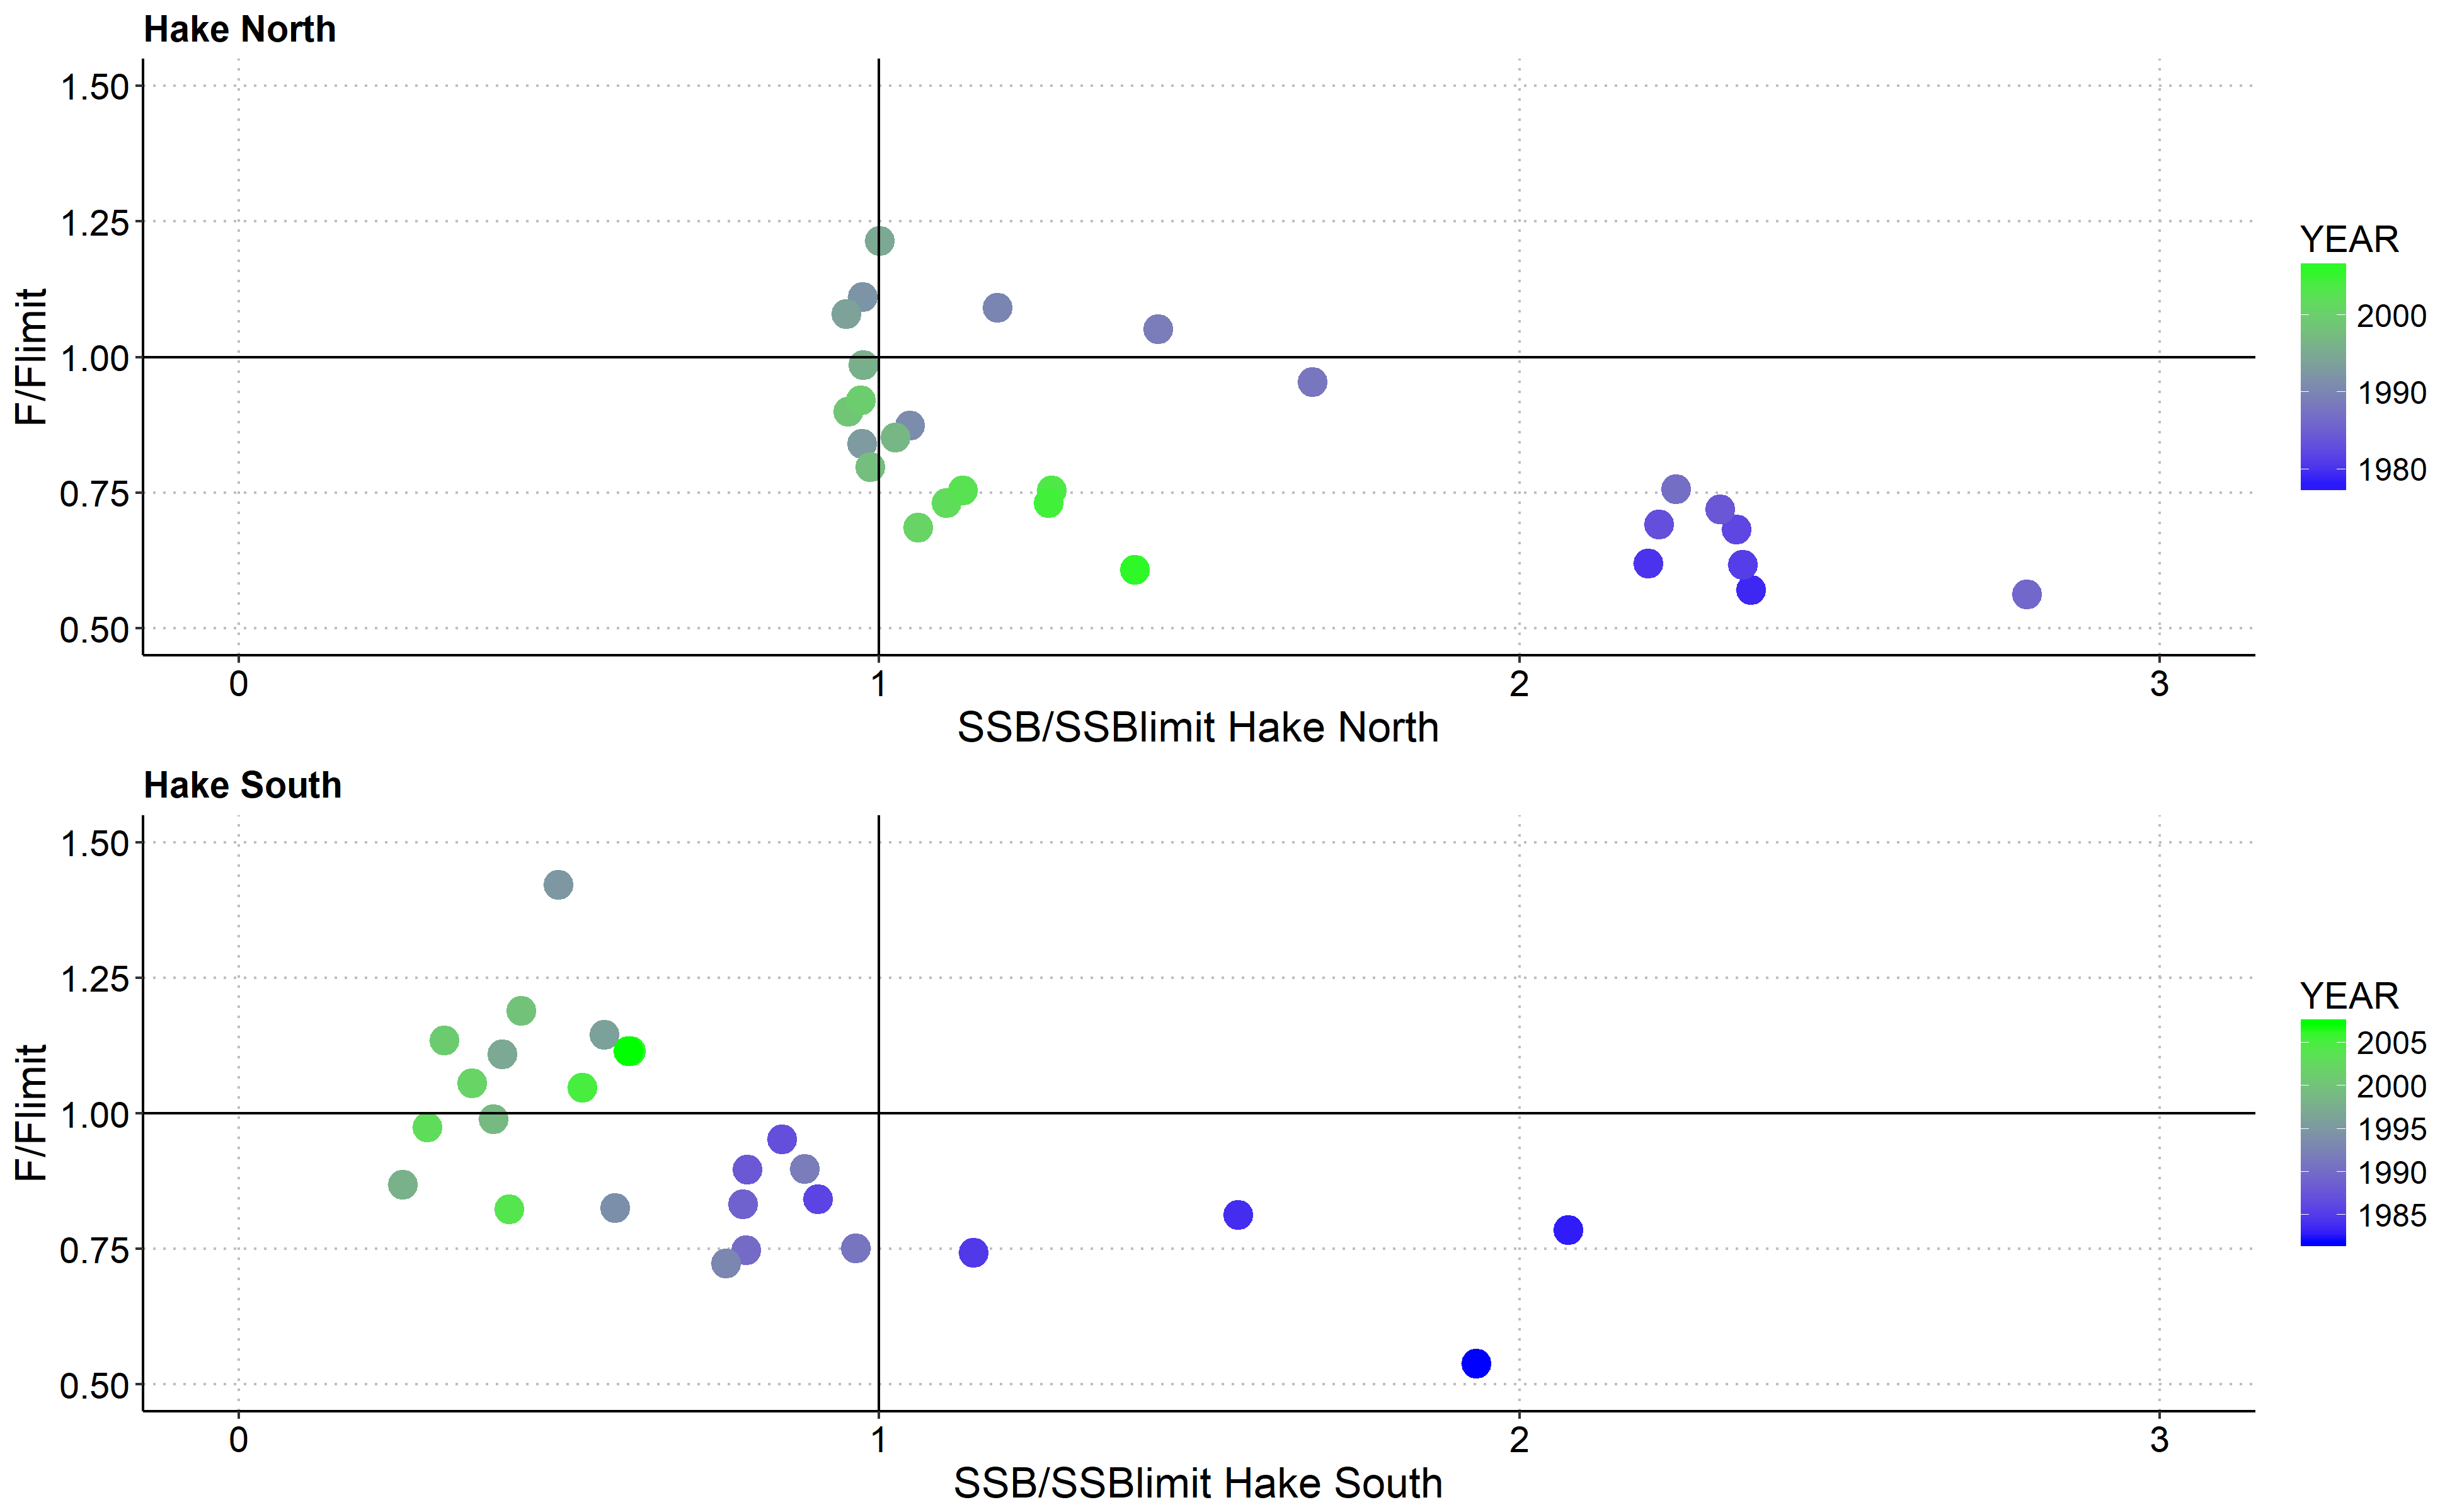 Hake North
1.50
1.25
1.00
0.75
0.50
F/Flimit
0 1 2 3
SSB/SSBlimit Hake North
YEAR
2000
1990
1980
Hake South
1.50
1.25
1.00
0.75
0.50
F/Flimit
0 1 2 3
SSB/SSBlimit Hake South
YEAR
2005
2000
1995
1990
1985